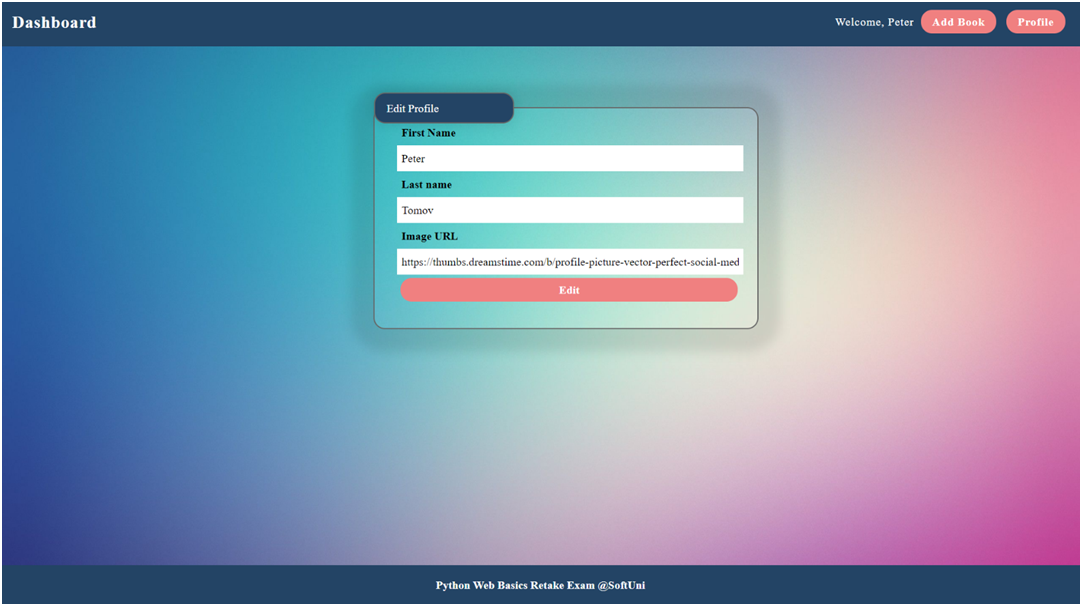 Dashboard
Welcome, Peter
Add Book
Profile
Edit Profile
First Name
Peter
Last name
Tomov
Image URL
https://thumbs.dreamstime.com/b/profile-picture-vector-perfect-social-med
Edit
Python Web Basics Retake Exam @SoftUni